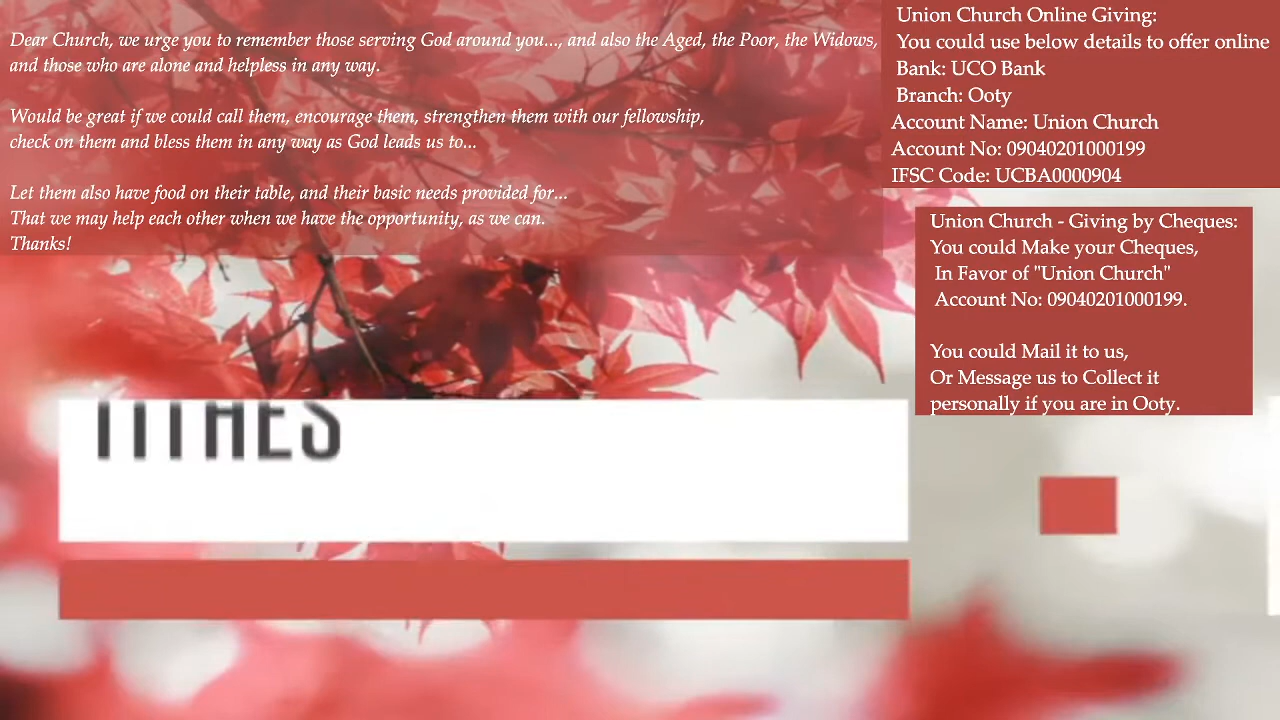 Dear Church, we urge you to remember those serving God around you..., and also the Aged, the Poor, the Widows,
and those who are alone and helpless in any way.
Would be great if we could call them, encourage them, strengthen them with our fellowship,
check on them and bless them in any way as God leads us to...
Let them also have food on their table, and their basic needs provided for...
That we may help each other when we have the opportunity, as we can.
Thanks!
Union Church Online Giving:
You could use below details to offer online
Bank: UCO Bank
Branch: Ooty
Account Name: Union Church
Account No: 09040201000199
IFSC Code: UCBA0000904
Union Church - Giving by Cheques:
You could Make your Cheques,
In Favor of "Union Church"
Account No: 09040201000199.
You could Mail it to us,
Or Message us to Collect it
personally if you are in Ooty.
TITHES